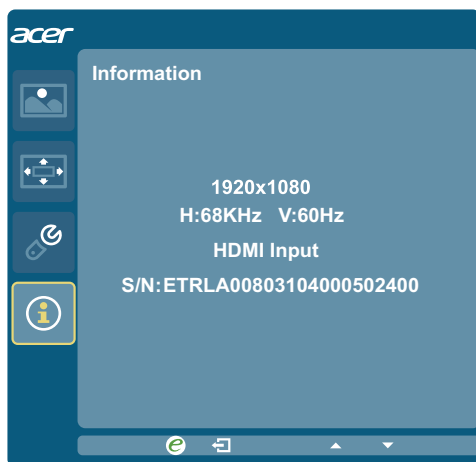 acer
Information
1920x1080
H:68KHz V:60Hz
HDMI Input
S/N:ETRLA00803104000502400
e